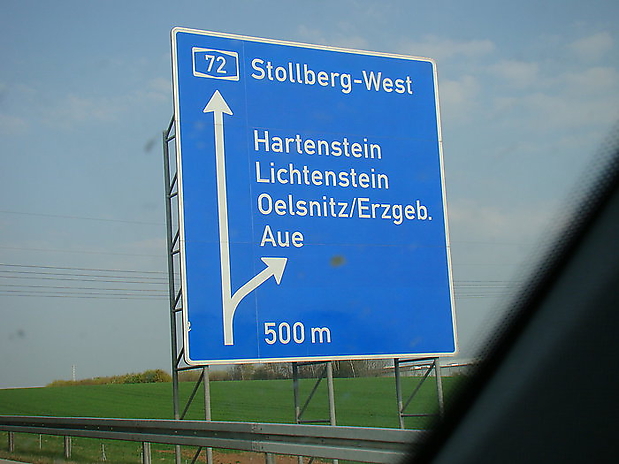 72 Stollberg-West
Hartenstein
Lichtenstein
Oelsnitz/Erzgeb.
Aue
500 m